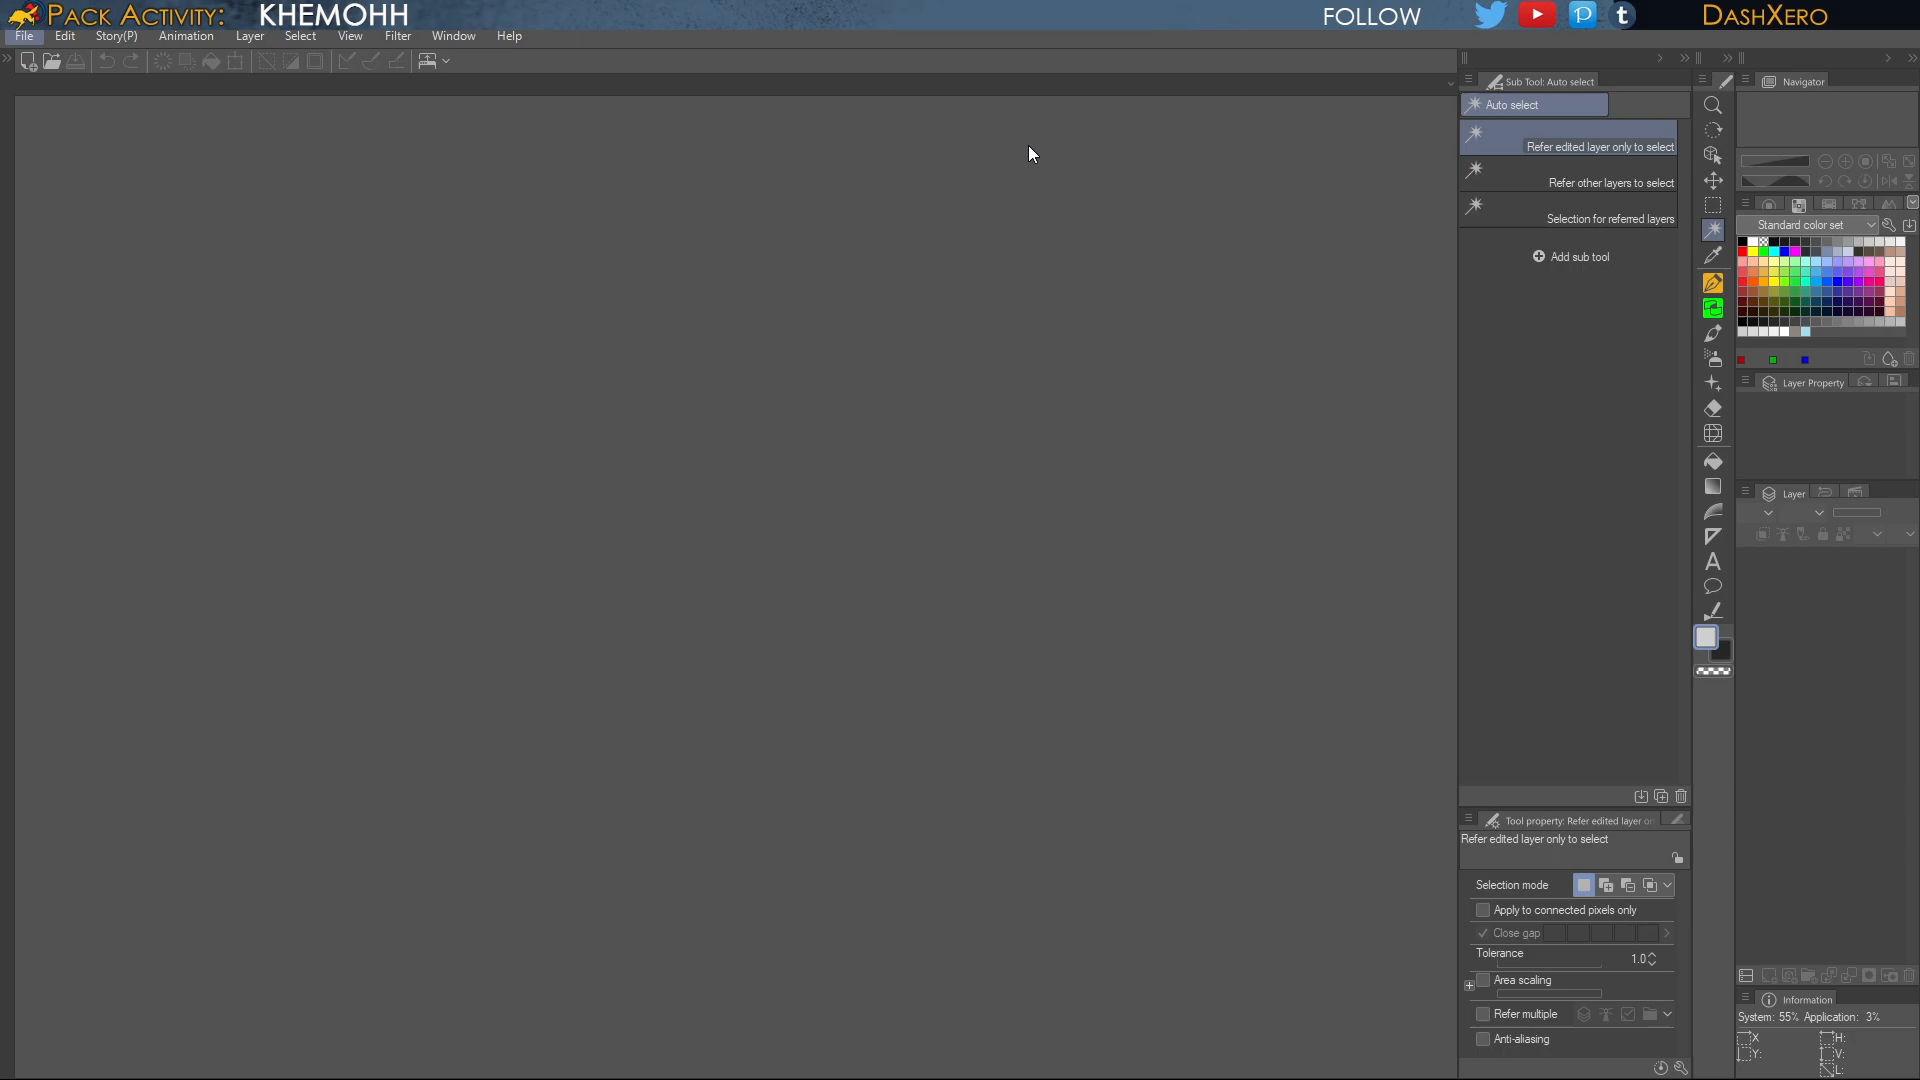 PACK ACTIVITY: KHEMOHH FOLLOW DASHXERO
File Edit Story(P) Animation Layer Select View Filter Window Help
Sub Tool: Auto select
Navigator
Auto select
Refer edited layer only to select
Refer other layers to select
Selection for referred layers
Add sub tool
Standard color set
Layer Property
Layer
Tool property: Refer edited layer
Refer edited layer only to select
Selection mode
Apply to connected pixels only
Close gap
Tolerance 1.0
Area scaling
Refer multiple
Anti-aliasing
Information
System: 55% Application: 3%
X H:
Y: V:
L: